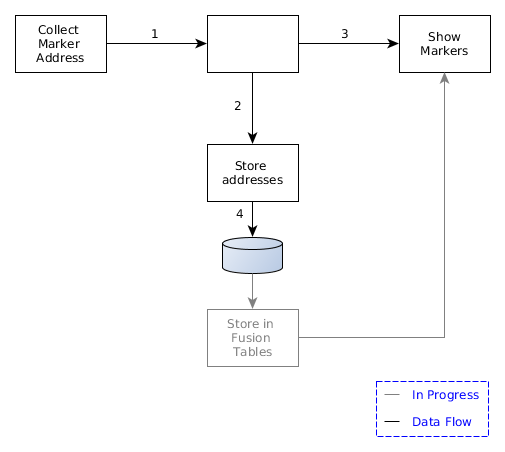 Collect
Marker
Address
1
3
Show
Markers
2
Store
addresses
4
Store in
Fusion
Tables
In Progress
Data Flow